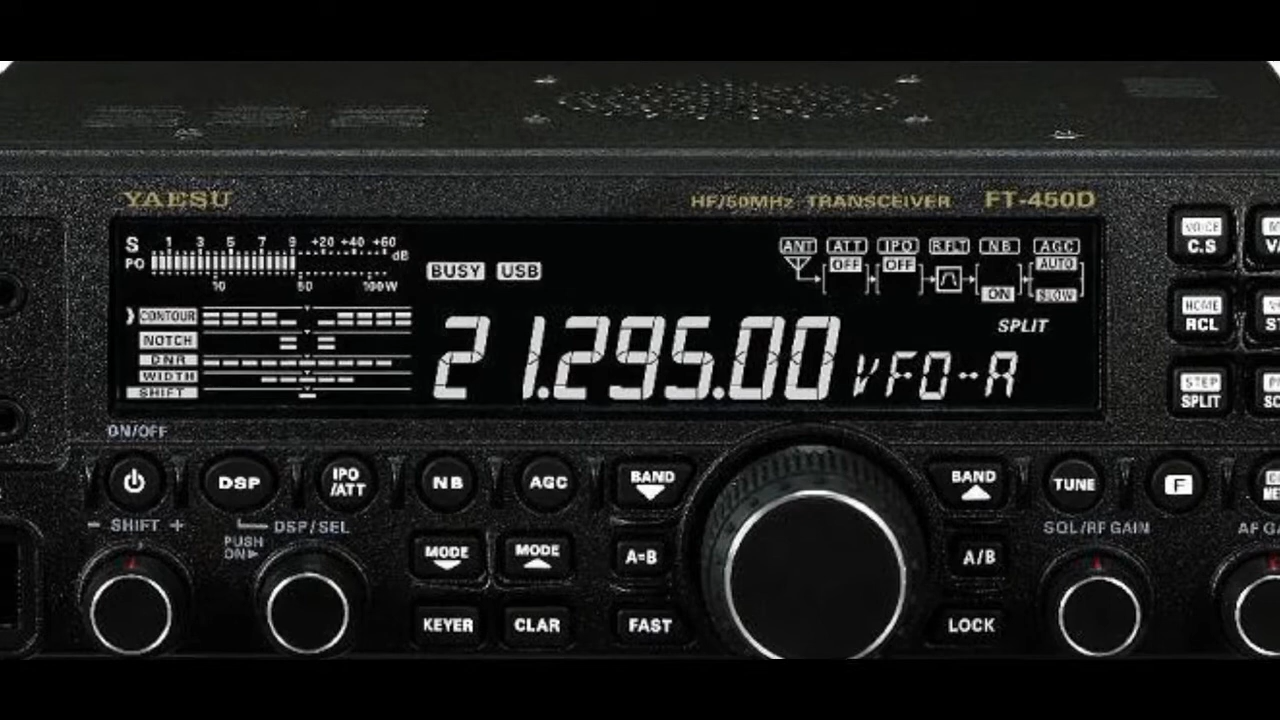 YAESU
HF/50MHz TRANSCEIVER FT-450D
S 1 3 5 7 9 +20 +40 +60 dB
PO 10 50 100W
BUSY USB
ANT ATT IPO R.FLT NB AGC
OFF OFF AUTO
ON SLOW
CONTOUR
NOTCH
DNR
WIDTH
SHIFT
SPLIT
21.295.00 VFO-A
VOICE
C.S
HOME
RCL
STEP
SPLIT
ON/OFF
DSP
IPO
/ATT
NB
AGC
BAND
BAND
TUNE
F
- SHIFT +
DSP/SEL
PUSH
ON
MODE
MODE
A=B
A/B
SQL/RF GAIN
AF GA
KEYER
CLAR
FAST
LOCK